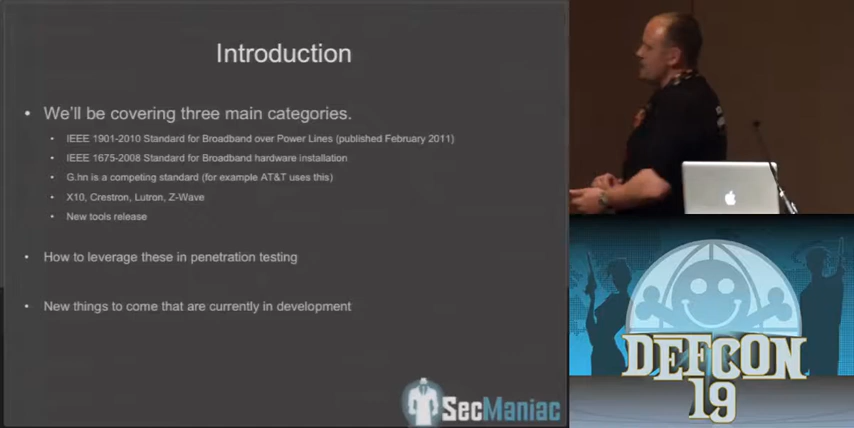 Introduction
We'll be covering three main categories.
IEEE 1901-2010 Standard for Broadband over Power Lines (published February 2011)
IEEE 1675-2008 Standard for Broadband hardware installation
G.hn is a competing standard (for example AT&T uses this)
X10, Crestron, Lutron, Z-Wave
New tools release
How to leverage these in penetration testing
New things to come that are currently in development
SecManiac
DEFCON
19